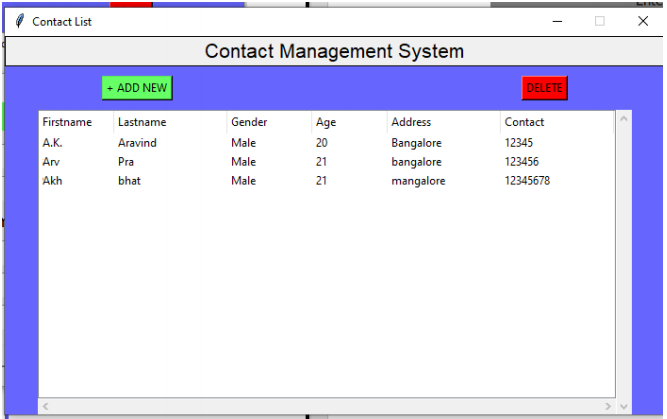 Contact List
Contact Management System
+ ADD NEW DELETE
Firstname Lastname Gender Age Address Contact
A.K. Aravind Male 20 Bangalore 12345
Arv Pra Male 21 bangalore 123456
Akh bhat Male 21 mangalore 12345678